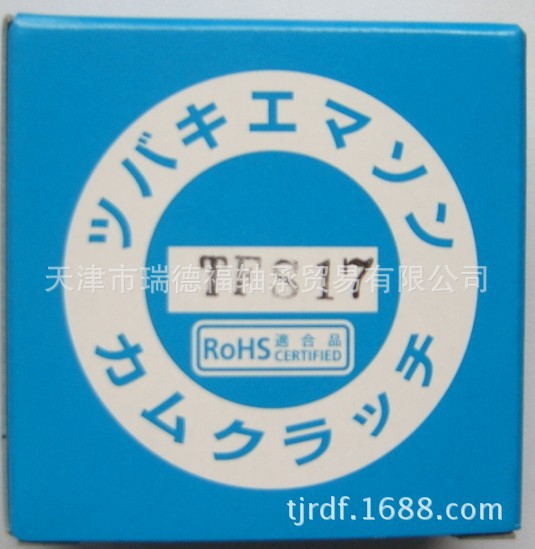 ツバキエマソン
天津市瑞德福轴承贸易有限公司
TFS17
RoHS 適合品
CERTIFIED
カムクラッチ
tjrdf.1688.com